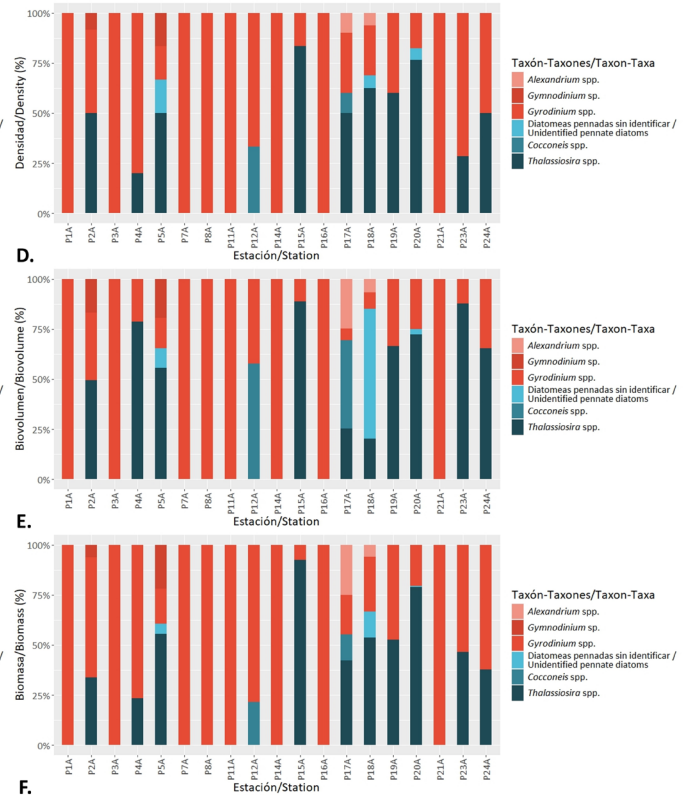 Densidad/Density (%)
100%
75%
50%
25%
0%
P1A
P2A
P3A
P4A
P5A
P7A
P8A
P11A
P12A
P14A
P15A
P16A
P17A
P18A
P19A
P20A
P21A
P23A
P24A
Estación/Station
Taxón-Taxones/Taxon-Taxa
Alexandrium spp.
Gymnodinium sp.
Gyrodinium spp.
Diatomeas pennadas sin identificar /
Unidentified pennate diatoms
Cocconeis spp.
Thalassiosira spp.
D.
/
Biovolumen/Biovolume (%)
100%
75%
50%
25%
0%
P1A
P2A
P3A
P4A
P5A
P7A
P8A
P11A
P12A
P14A
P15A
P16A
P17A
P18A
P19A
P20A
P21A
P23A
P24A
Estación/Station
Taxón-Taxones/Taxon-Taxa
Alexandrium spp.
Gymnodinium sp.
Gyrodinium spp.
Diatomeas pennadas sin identificar /
Unidentified pennate diatoms
Cocconeis spp.
Thalassiosira spp.
E.
/
Biomasa/Biomass (%)
100%
75%
50%
25%
0%
P1A
P2A
P3A
P4A
P5A
P7A
P8A
P11A
P12A
P14A
P15A
P16A
P17A
P18A
P19A
P20A
P21A
P23A
P24A
Estación/Station
Taxón-Taxones/Taxon-Taxa
Alexandrium spp.
Gymnodinium sp.
Gyrodinium spp.
Diatomeas pennadas sin identificar /
Unidentified pennate diatoms
Cocconeis spp.
Thalassiosira spp.
F.
/